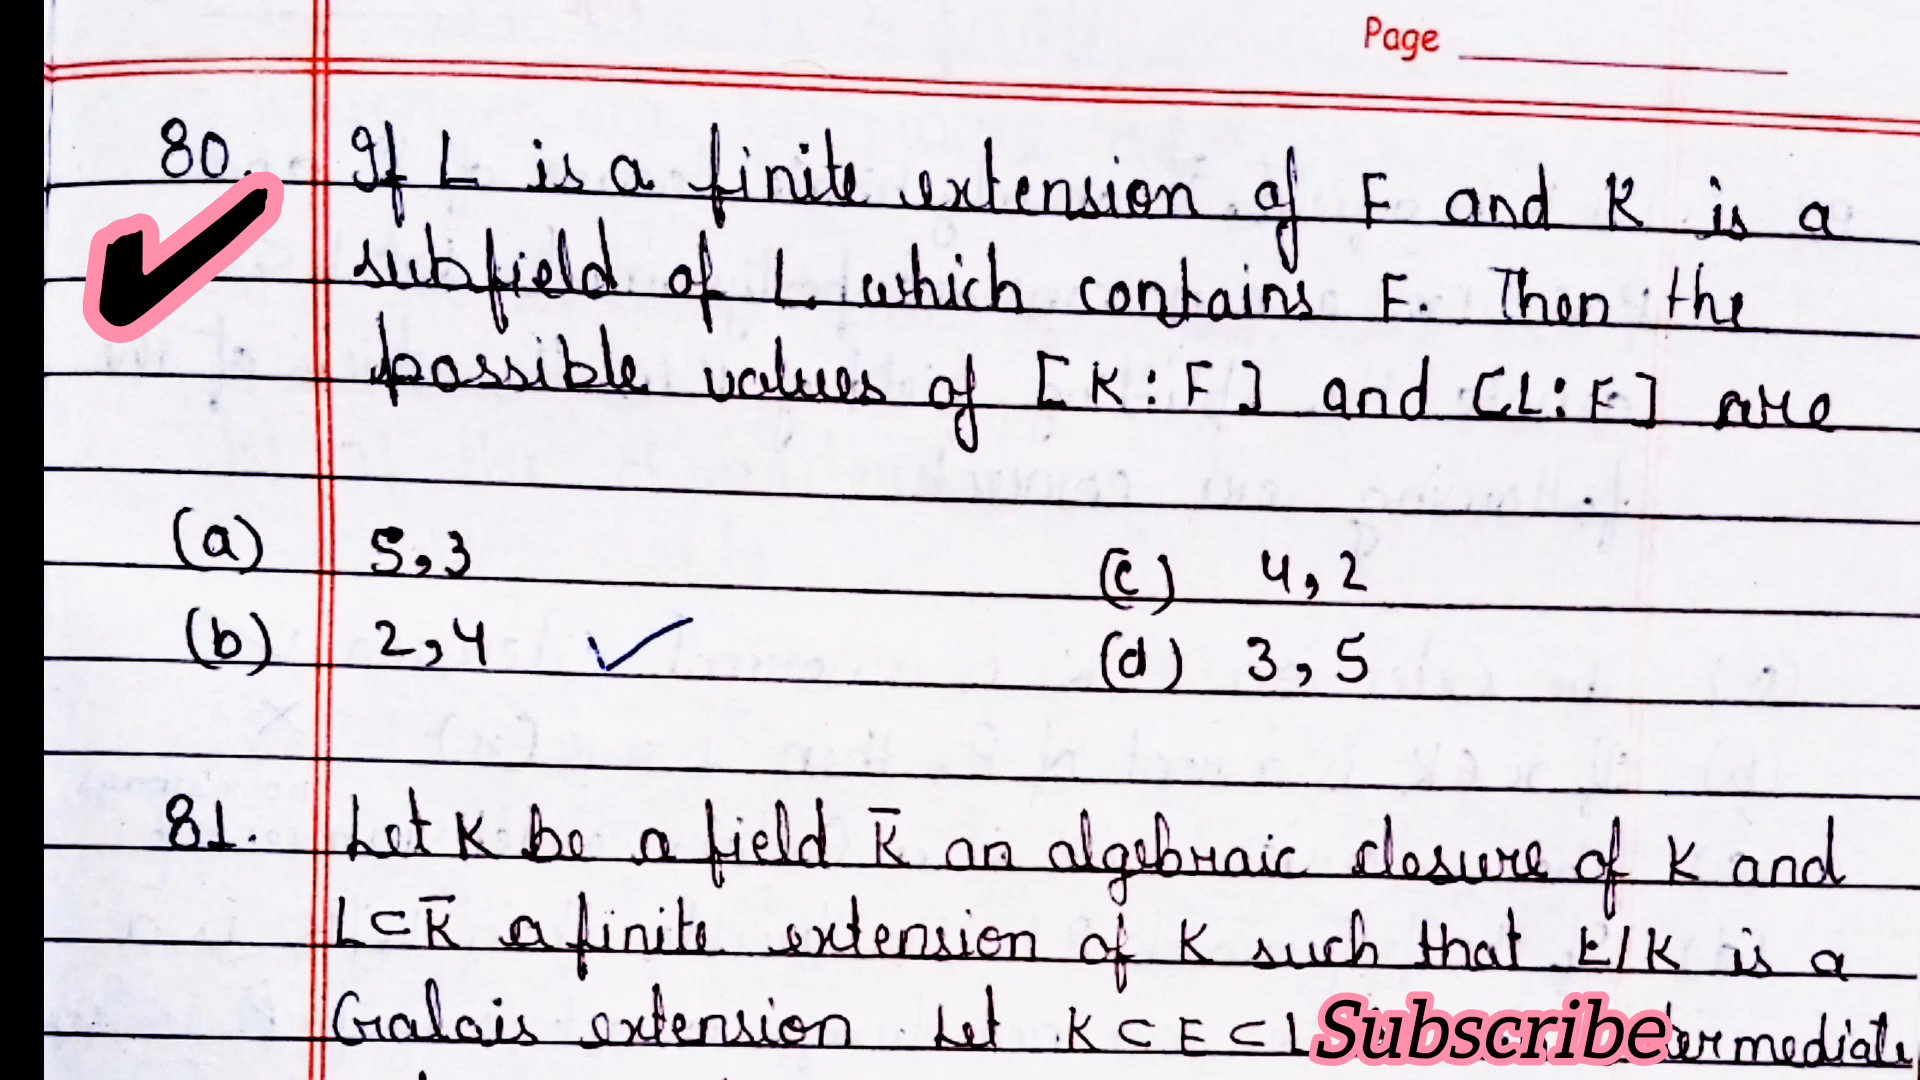 Page
80. If L is a finite extension of F and K is a
subfield of L which contains F. Then the
possible values of [K:F] and [L:F] are
(a) 5,3 (c) 4,2
(b) 2,4 (d) 3,5
81. Let K be a field K̅ an algebraic closure of K and
L⊂K̅ a finite extension of K such that L/K is a
Galois extension. Let K⊂E⊂L
Subscribe